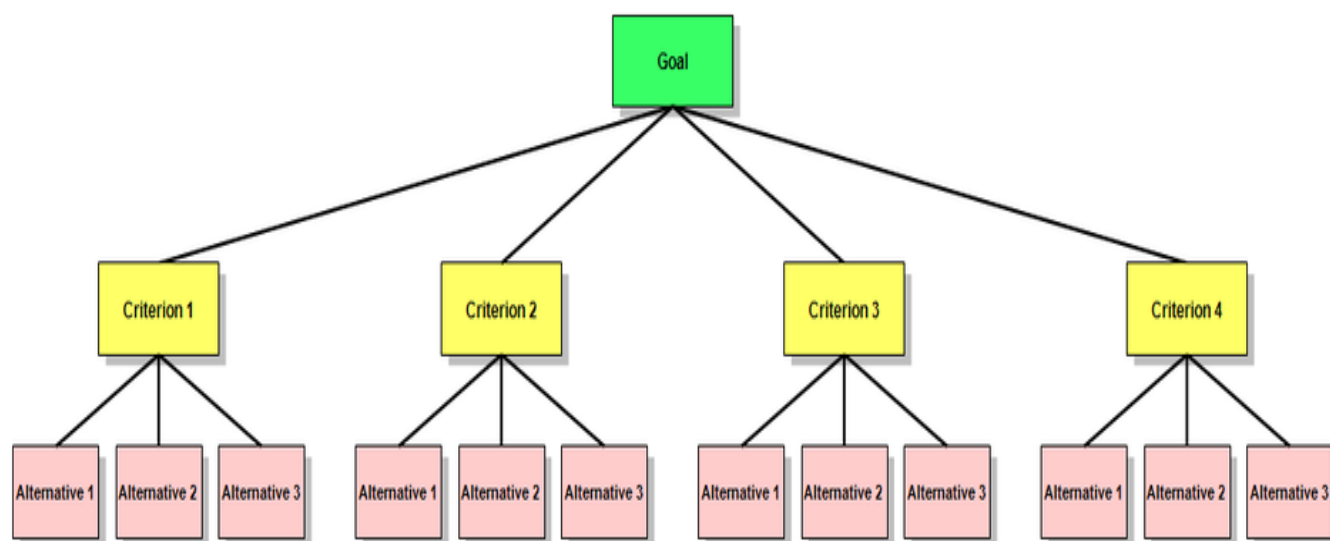 Goal
Criterion 1
Criterion 2
Criterion 3
Criterion 4
Alternative 1
Alternative 2
Alternative 3
Alternative 1
Alternative 2
Alternative 3
Alternative 1
Alternative 2
Alternative 3
Alternative 1
Alternative 2
Alternative 3